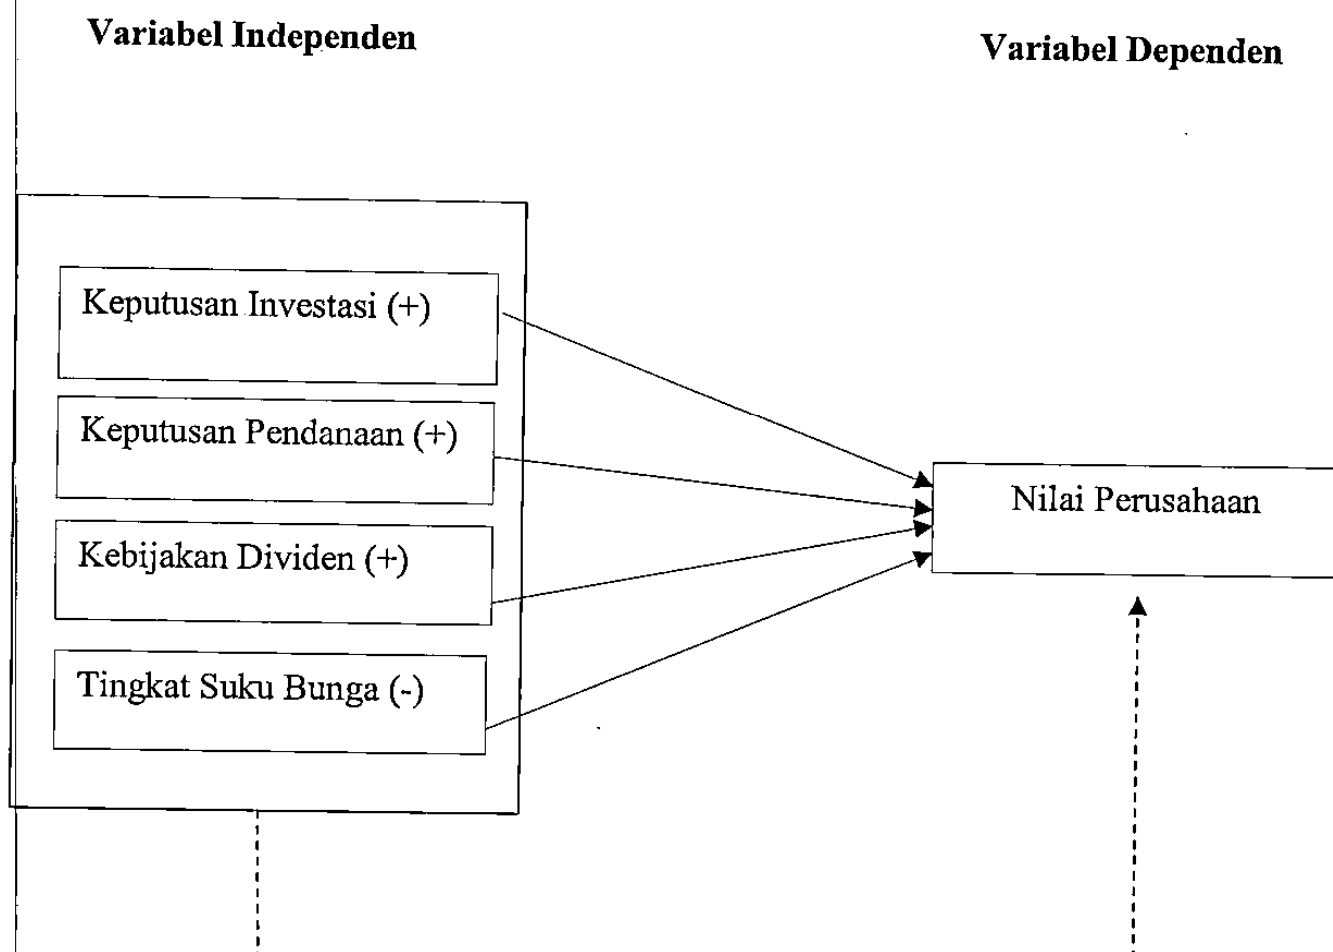 Variabel Independen
Variabel Dependen
Keputusan Investasi (+)
Keputusan Pendanaan (+)
Kebijakan Dividen (+)
Tingkat Suku Bunga (-)
Nilai Perusahaan